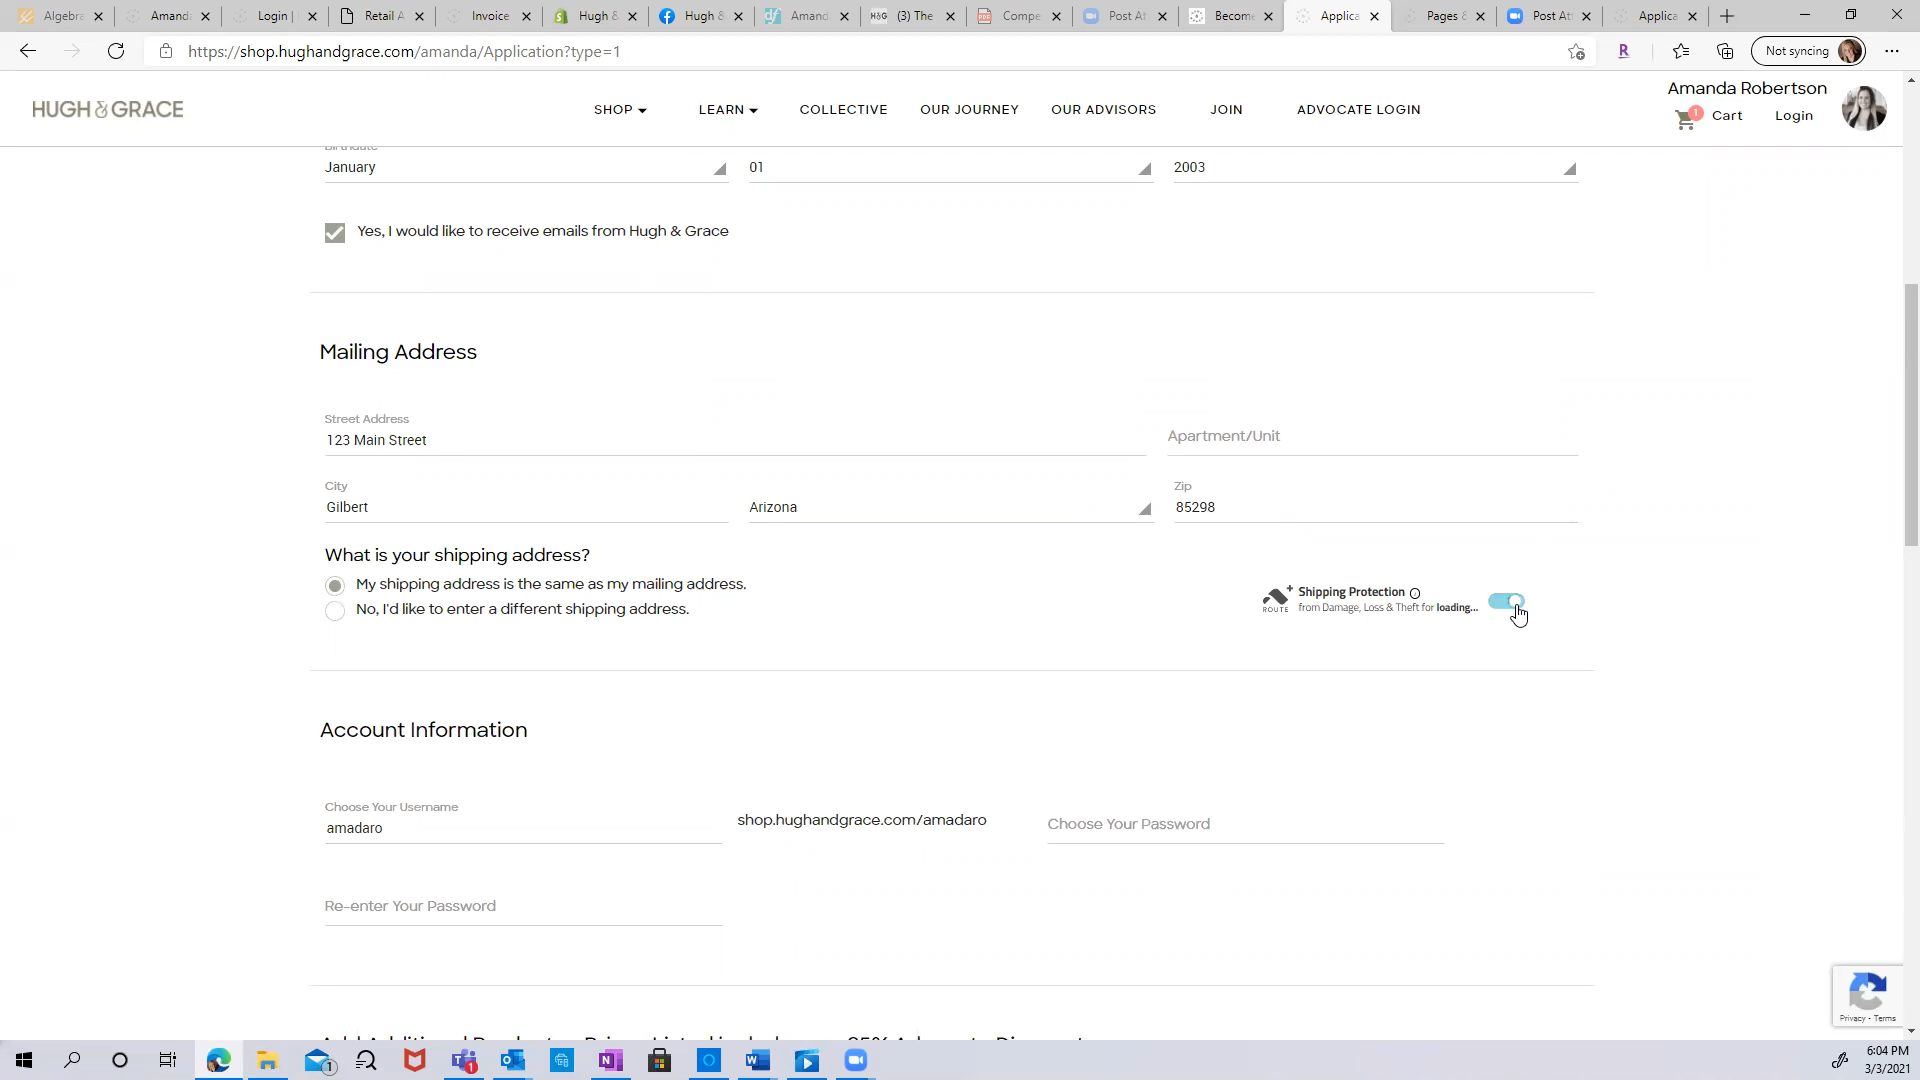 Algebra
Amand
Login |
Retail A
Invoice
Hugh &
Hugh &
Amand
(3) The
Compe
Post At
Becom
Applica
Pages &
Post Att
Applica
https://shop.hughandgrace.com/amanda/Application?type=1
Not syncing
HUGH & GRACE
SHOP
LEARN
COLLECTIVE
OUR JOURNEY
OUR ADVISORS
JOIN
ADVOCATE LOGIN
Amanda Robertson
1
Cart
Login
Birthdate
January
01
2003
Yes, I would like to receive emails from Hugh & Grace
Mailing Address
Street Address
123 Main Street
Apartment/Unit
City
Gilbert
Arizona
Zip
85298
What is your shipping address?
My shipping address is the same as my mailing address.
No, I'd like to enter a different shipping address.
ROUTE
Shipping Protection
from Damage, Loss & Theft for loading...
Account Information
Choose Your Username
amadaro
shop.hughandgrace.com/amadaro
Choose Your Password
Re-enter Your Password
Privacy - Terms
6:04 PM
3/3/2021